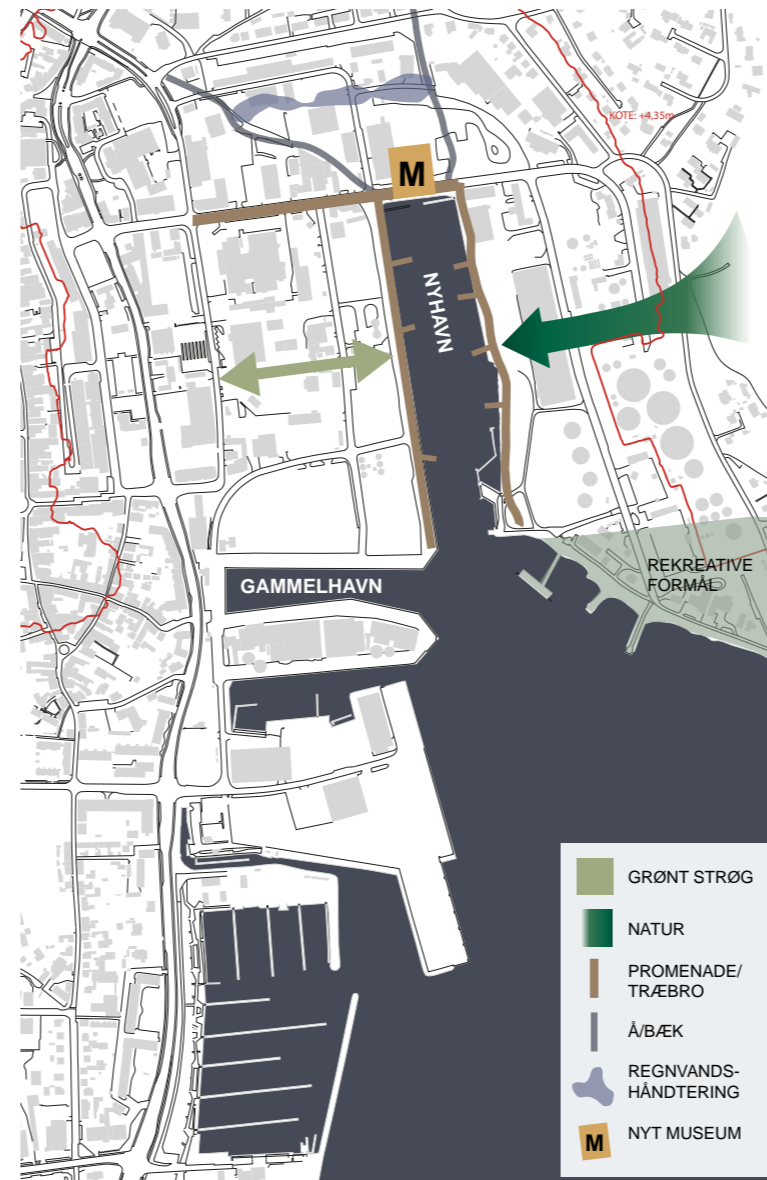 KOTE: +4,35m
M
NYHAVN
REKREATIVE
FORMÅL
GAMMELHAVN
GRØNT STRØG
NATUR
PROMENADE/
TRÆBRO
Å/BÆK
REGNVANDS-
HÅNDTERING
M
NYT MUSEUM